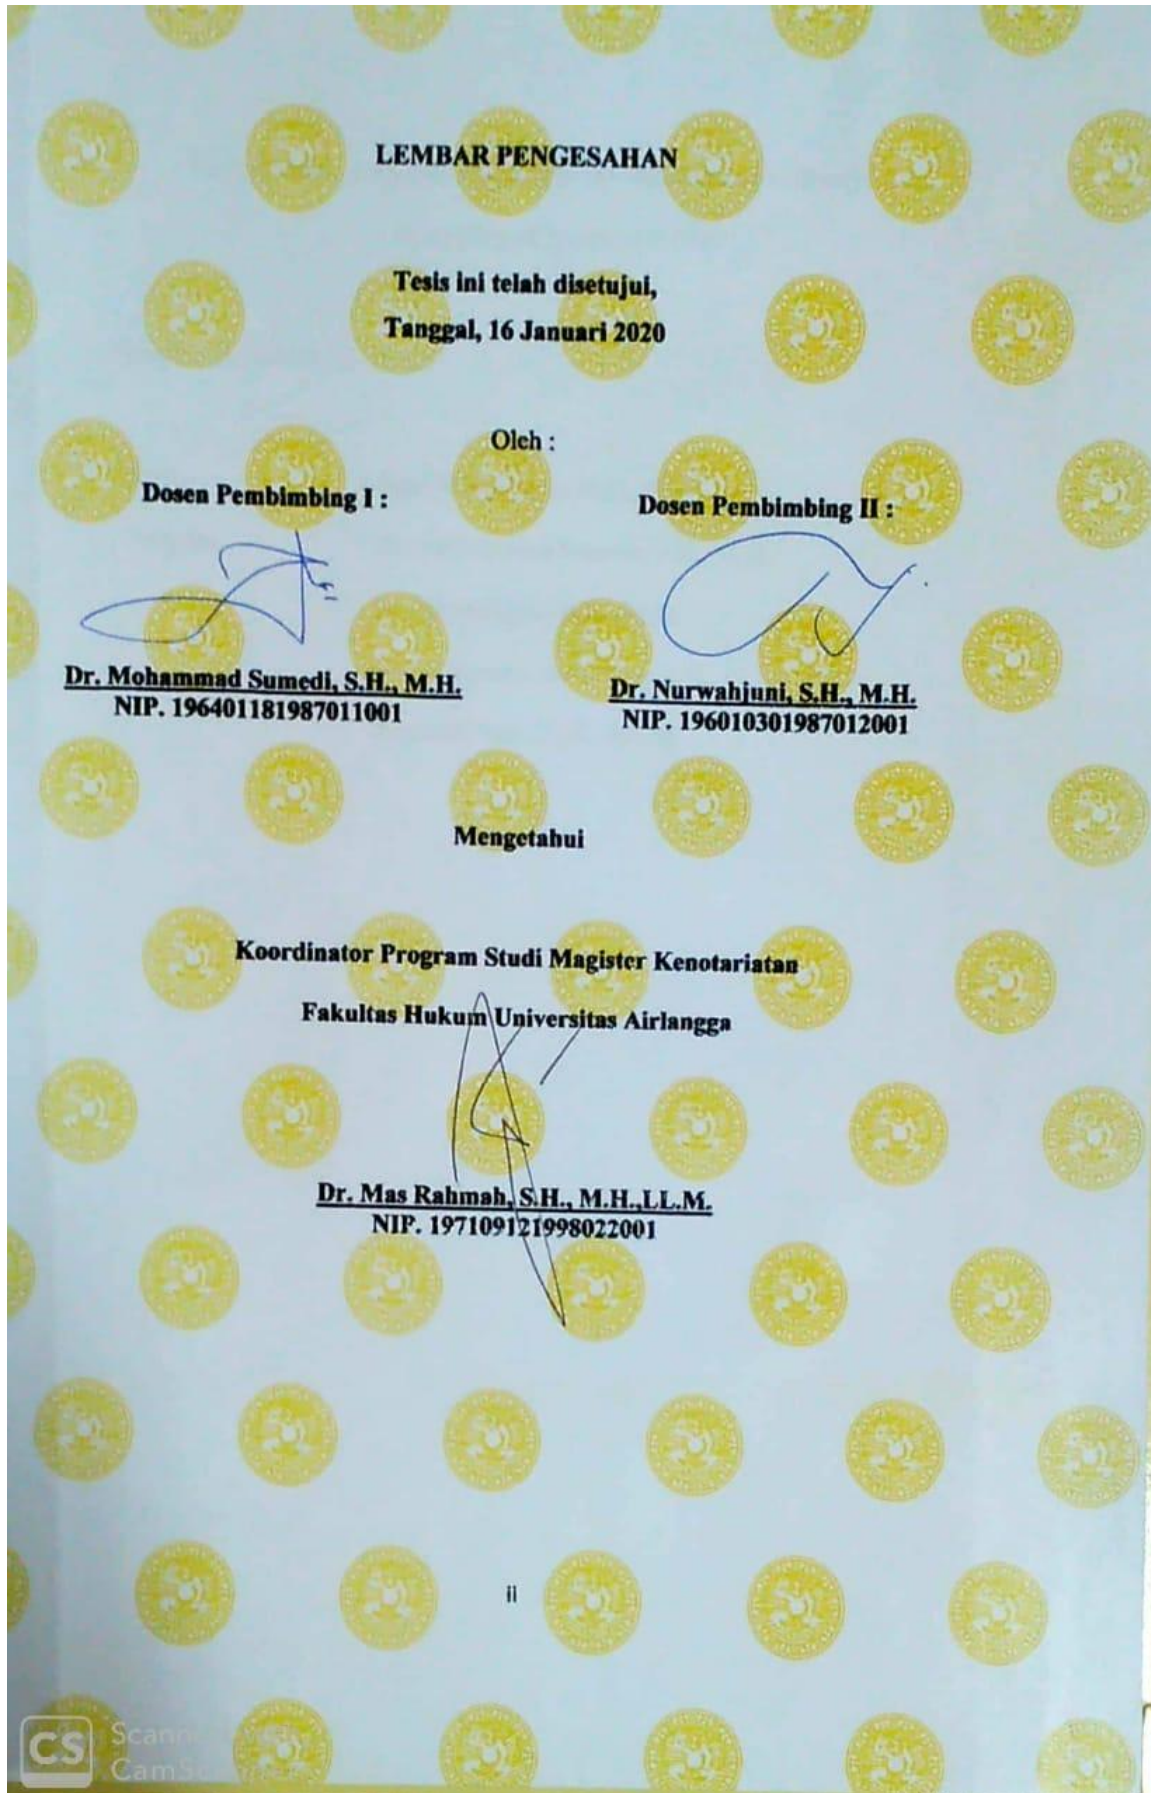 LEMBAR PENGESAHAN
Tesis ini telah disetujui,
Tanggal, 16 Januari 2020
Oleh :
Dosen Pembimbing I :
Dosen Pembimbing II :
Dr. Mohammad Sumedi, S.H., M.H.
NIP. 196401181987011001
Dr. Nurwahjuni, S.H., M.H.
NIP. 196010301987012001
Mengetahui
Koordinator Program Studi Magister Kenotariatan
Fakultas Hukum Universitas Airlangga
Dr. Mas Rahmah, S.H., M.H.,LL.M.
NIP. 197109121998022001
ii
CS